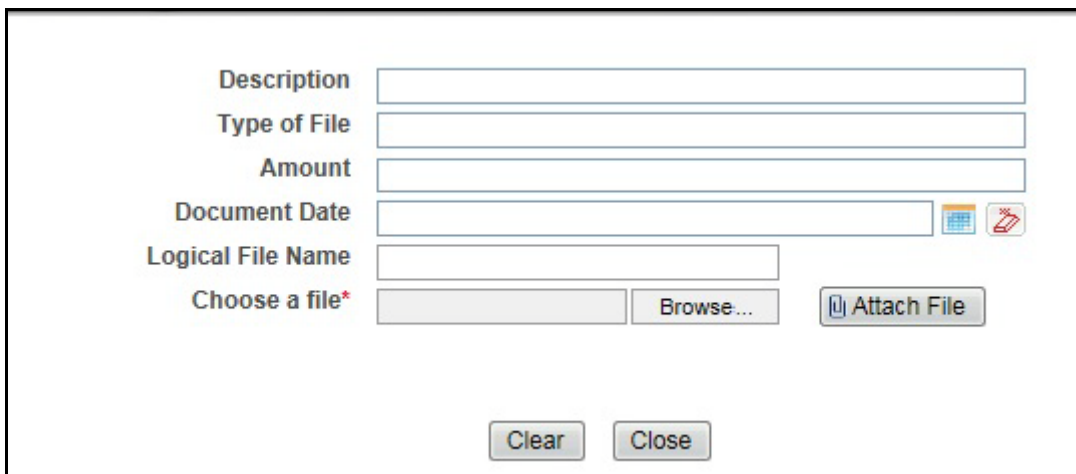 Description
Type of File
Amount
Document Date
Logical File Name
Choose a file* Browse... Attach File
Clear Close